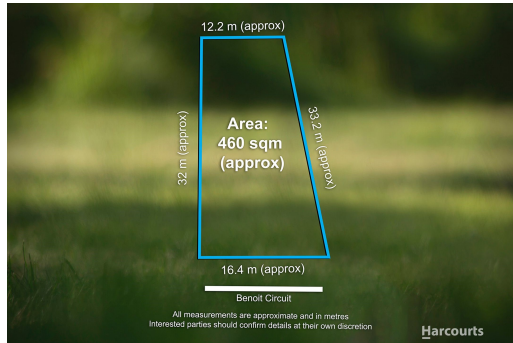 12.2 m (approx)
32 m (approx)
Area:
460 sqm
(approx)
33.2 m (approx)
16.4 m (approx)
Benoit Circuit
All measurements are approximate and in metres
Interested parties should confirm details at their own discretion
Harcourts